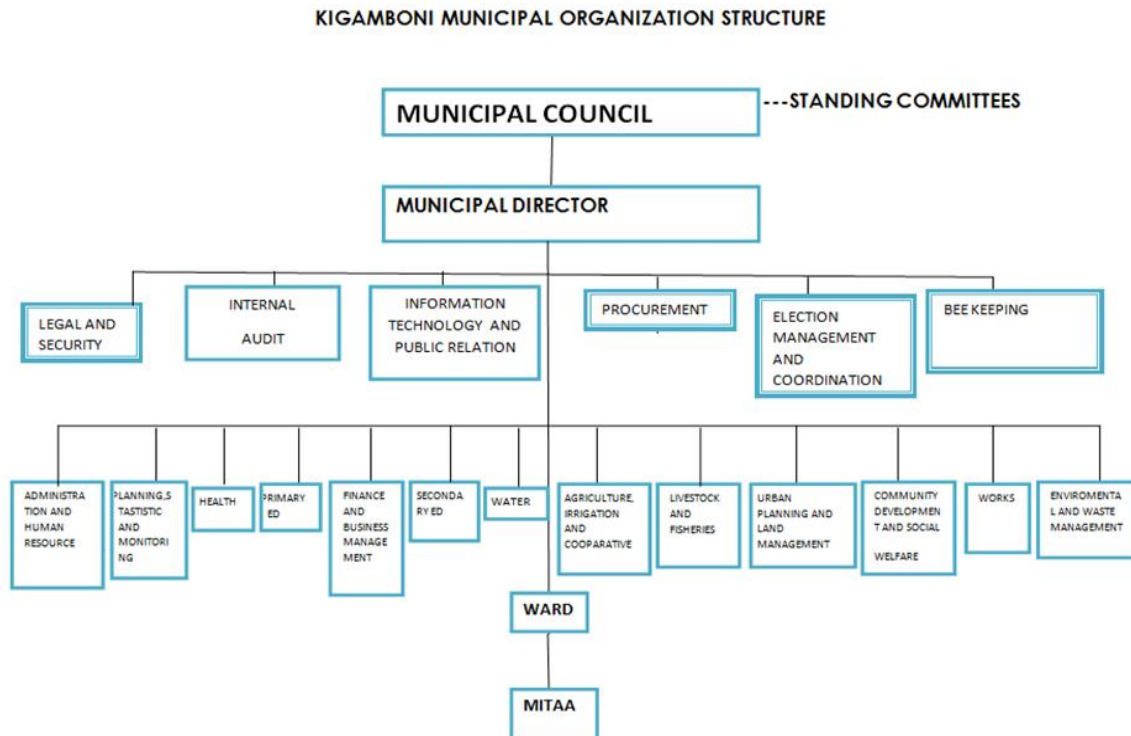 KIGAMBONI MUNICIPAL ORGANIZATION STRUCTURE
MUNICIPAL COUNCIL
---STANDING COMMITTEES
MUNICIPAL DIRECTOR
LEGAL AND
SECURITY
INTERNAL
AUDIT
INFORMATION
TECHNOLOGY AND
PUBLIC RELATION
PROCUREMENT
ELECTION
MANAGEMENT
AND
COORDINATION
BEE KEEPING
ADMINISTRA
TION AND
HUMAN
RESOURCE
PLANNING,S
TASTISTIC
AND
MONITORI
NG
HEALTH
PRIMARY
ED
FINANCE
AND
BUSINESS
MANAGE
MENT
SECONDA
RY ED
WATER
AGRICULTURE,
IRRIGATION
AND
COOPARATIVE
LIVESTOCK
AND
FISHERIES
URBAN
PLANNING AND
LAND
MANAGEMENT
COMMUNITY
DEVELOPMEN
T AND SOCIAL
WELFARE
WORKS
ENVIROMENTA
L AND WASTE
MANAGEMENT
WARD
MITAA